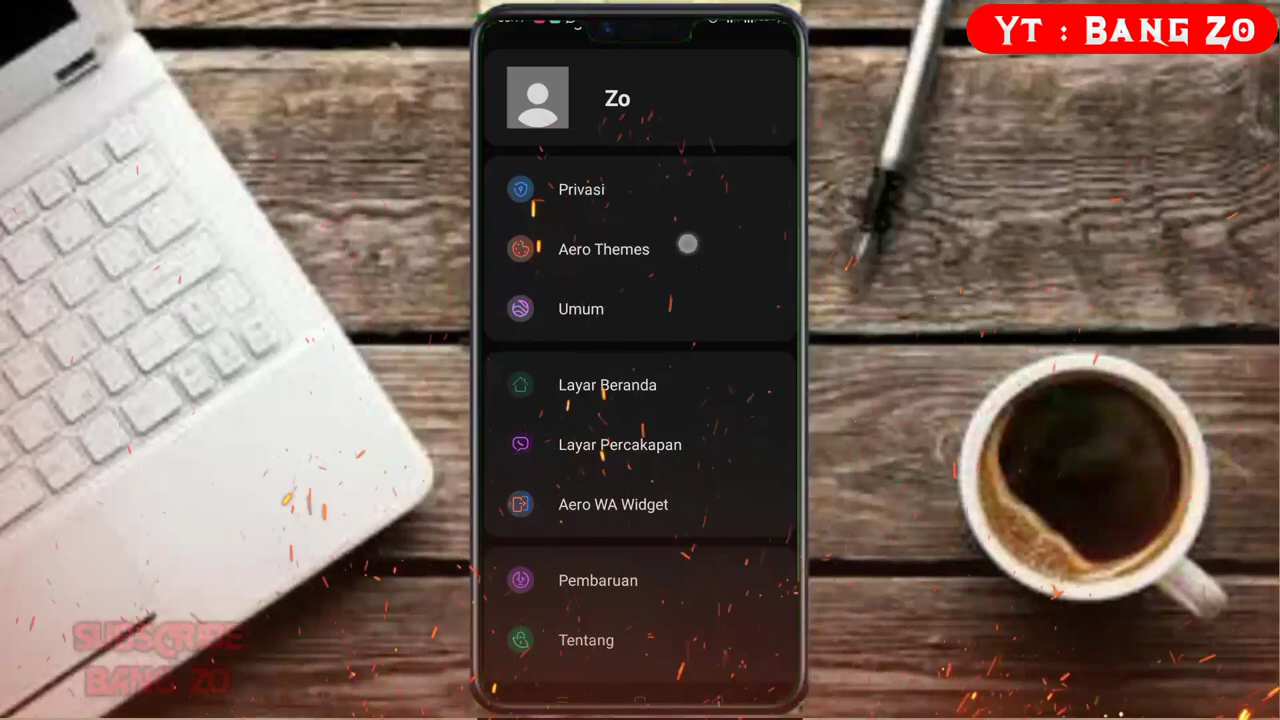 Yt : Bang Zo
Zo
Privasi
Aero Themes
Umum
Layar Beranda
Layar Percakapan
Aero WA Widget
Pembaruan
Tentang
SUBSCRIBE
BANG ZO